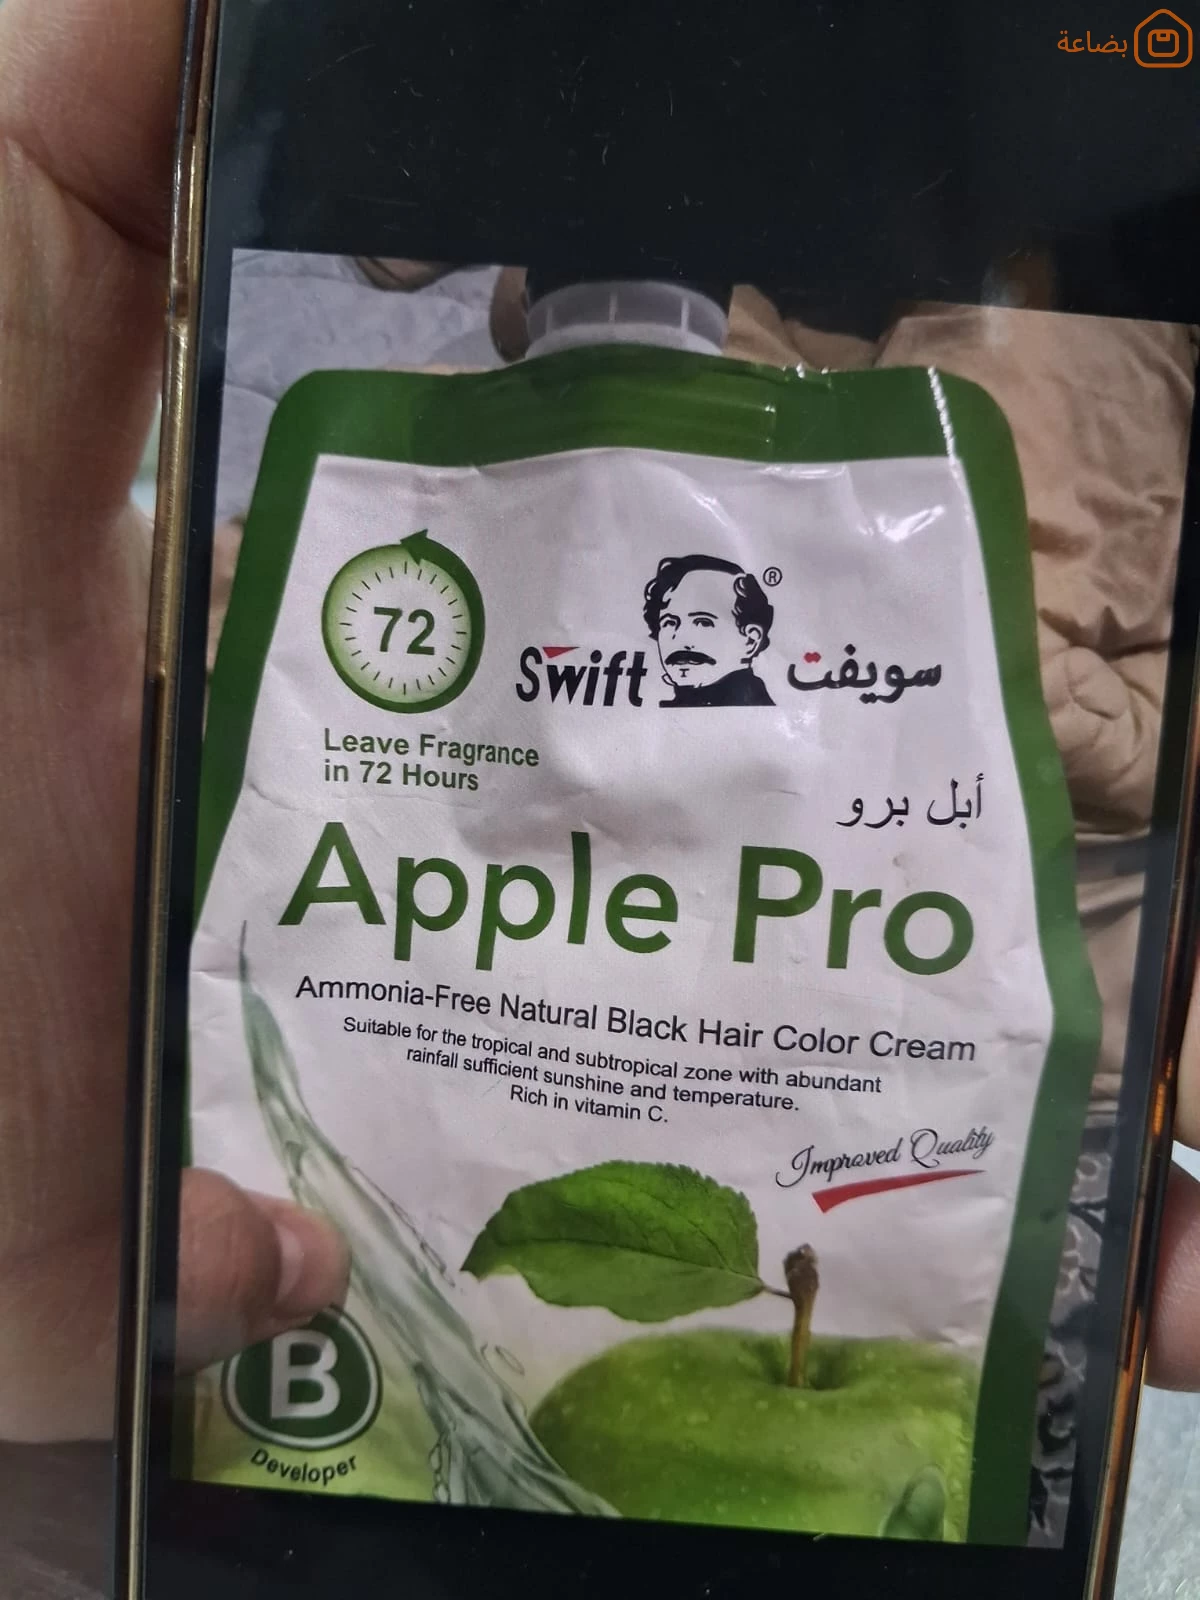 بضاعة
72
Leave Fragrance
in 72 Hours
Swift
®
سويفت
أبل برو
Apple Pro
Ammonia-Free Natural Black Hair Color Cream
Suitable for the tropical and subtropical zone with abundant
rainfall sufficient sunshine and temperature.
Rich in vitamin C.
Improved Quality
B
Developer